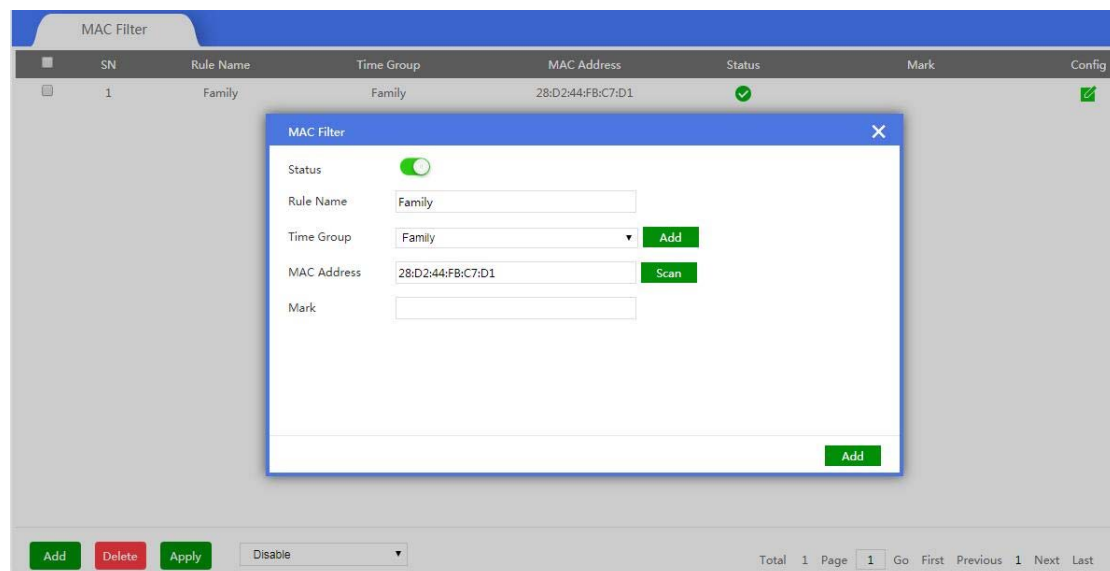 MAC Filter
SN Rule Name Time Group MAC Address Status Mark Config
1 Family Family 28:D2:44:FB:C7:D1
MAC Filter
Status
Rule Name Family
Time Group Family Add
MAC Address 28:D2:44:FB:C7:D1 Scan
Mark
Add
Add Delete Apply Disable Total 1 Page 1 Go First Previous 1 Next Last